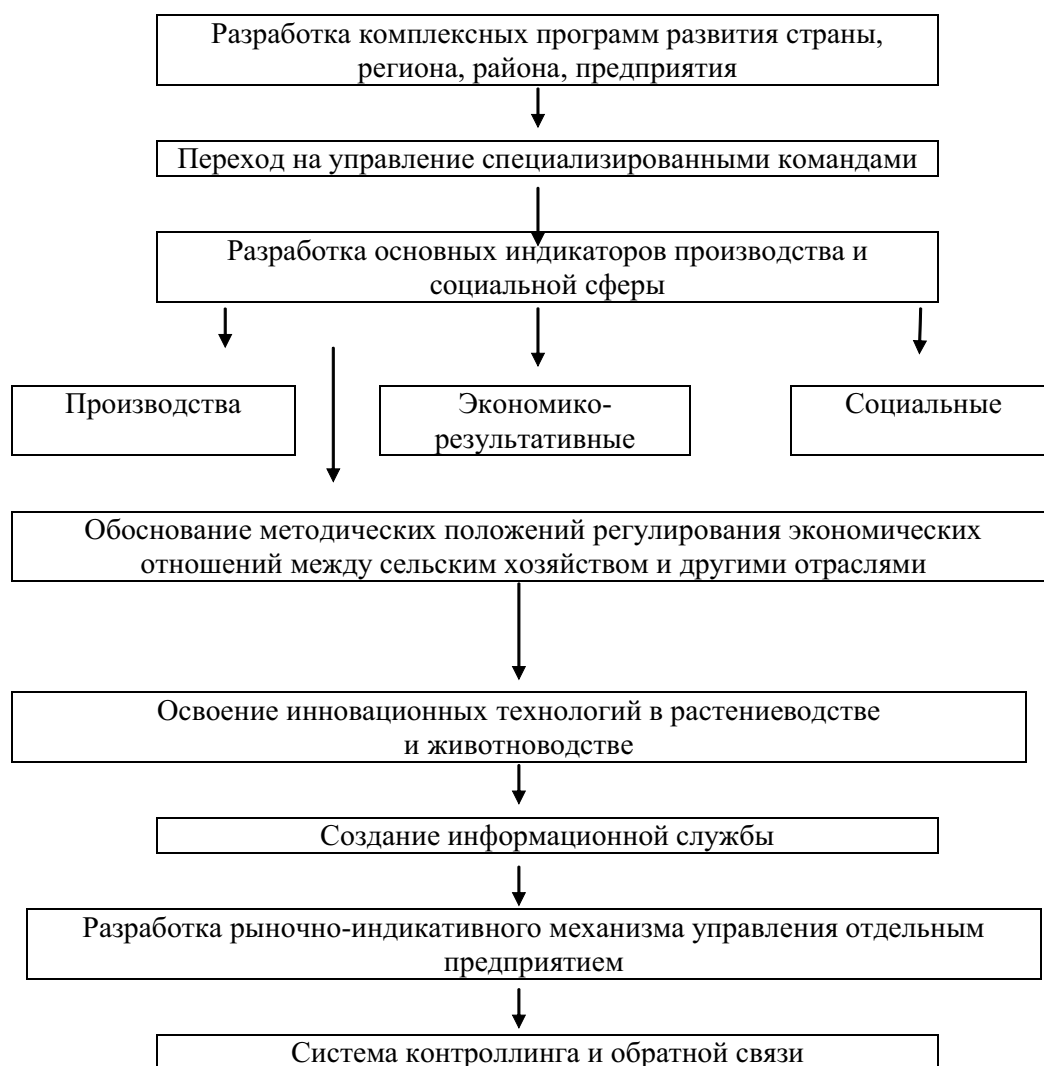 Разработка комплексных программ развития страны,
региона, района, предприятия
Переход на управление специализированными командами
Разработка основных индикаторов производства и
социальной сферы
Производства
Экономико-
результативные
Социальные
Обоснование методических положений регулирования экономических
отношений между сельским хозяйством и другими отраслями
Освоение инновационных технологий в растениеводстве
и животноводстве
Создание информационной службы
Разработка рыночно-индикативного механизма управления отдельным
предприятием
Система контроллинга и обратной связи